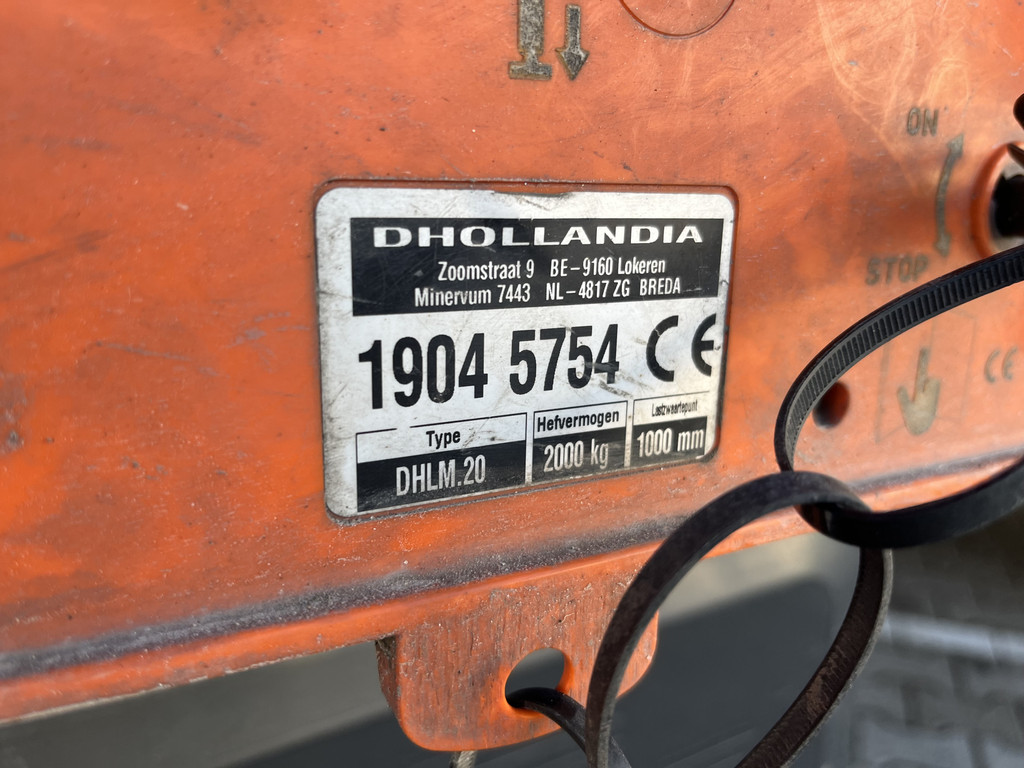 ON
STOP
DHOLLANDIA
Zoomstraat 9 BE-9160 Lokeren
Minervum 7443 NL-4817 ZG BREDA
1904 5754 CE
Type Hefvermogen Lastzwaartepunt
DHLM.20 2000 kg 1000 mm
CE